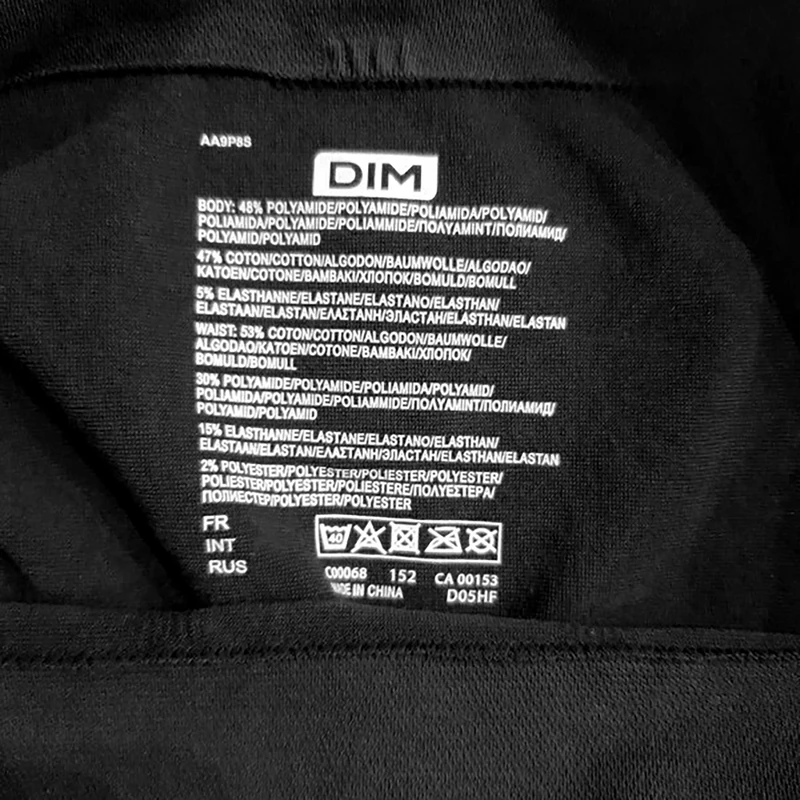 AA9P8S
DIM
BODY: 48% POLYAMIDE/POLYAMIDE/POLIAMIDA/POLYAMID/
POLIAMIDA/POLYAMIDE/POLIAMMIDE/ΠΟΛΥΑΜΙΝΤ/ПОЛИАМИД/
POLYAMID/POLYAMID
47% COTON/COTTON/ALGODON/BAUMWOLLE/ALGODAO/
KATOEN/COTONE/BAMBAKI/ХЛОПОК/BOMULD/BOMULL
5% ELASTHANNE/ELASTANE/ELASTANO/ELASTHAN/
ELASTAAN/ELASTAN/ΕΛΑΣΤΑΝΗ/ЭЛАСТАН/ELASTHAN/ELASTAN
WAIST: 53% COTON/COTTON/ALGODON/BAUMWOLLE/
ALGODAO/KATOEN/COTONE/BAMBAKI/ХЛОПОК/
BOMULD/BOMULL
30% POLYAMIDE/POLYAMIDE/POLIAMIDA/POLYAMID/
POLIAMIDA/POLYAMIDE/POLIAMMIDE/ΠΟΛΥΑΜΙΝΤ/ПОЛИАМИД/
POLYAMID/POLYAMID
15% ELASTHANNE/ELASTANE/ELASTANO/ELASTHAN/
ELASTAAN/ELASTAN/ΕΛΑΣΤΑΝΗ/ЭЛАСТАН/ELASTHAN/ELASTAN
2% POLYESTER/POLYESTER/POLIESTER/POLYESTER/
POLIESTER/POLYESTER/POLIESTERE/ΠΟΛΥΕΣΤΕΡΑ/
ПОЛИЕСТЕР/POLYESTER/POLYESTER
FR
40
INT
RUS
C00068 152 CA 00153
IN CHINA D05HF